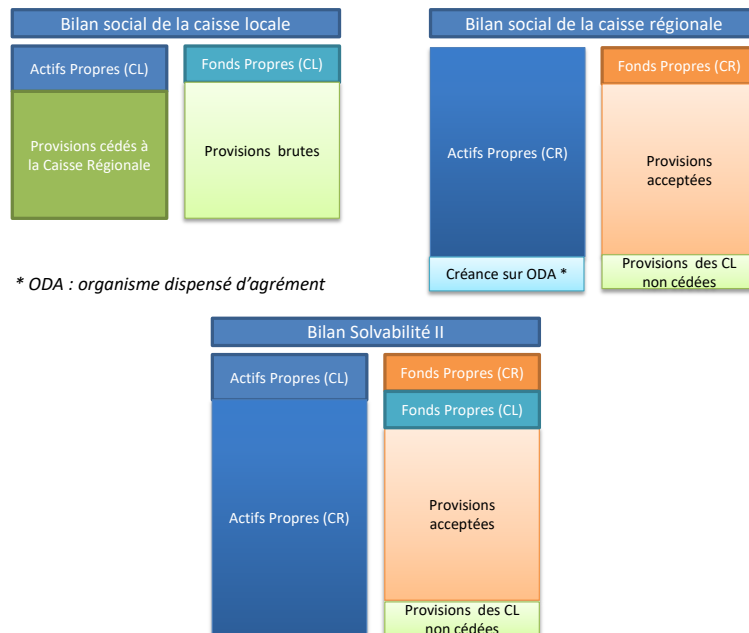 Bilan social de la caisse locale
Actifs Propres (CL)
Fonds Propres (CL)
Provisions cédés à
la Caisse Régionale
Provisions brutes
Bilan social de la caisse régionale
Actifs Propres (CR)
Fonds Propres (CR)
Provisions
acceptées
Créance sur ODA *
Provisions des CL
non cédées
* ODA : organisme dispensé d'agrément
Bilan Solvabilité II
Actifs Propres (CL)
Fonds Propres (CR)
Fonds Propres (CL)
Actifs Propres (CR)
Provisions
acceptées
Provisions des CL
non cédées